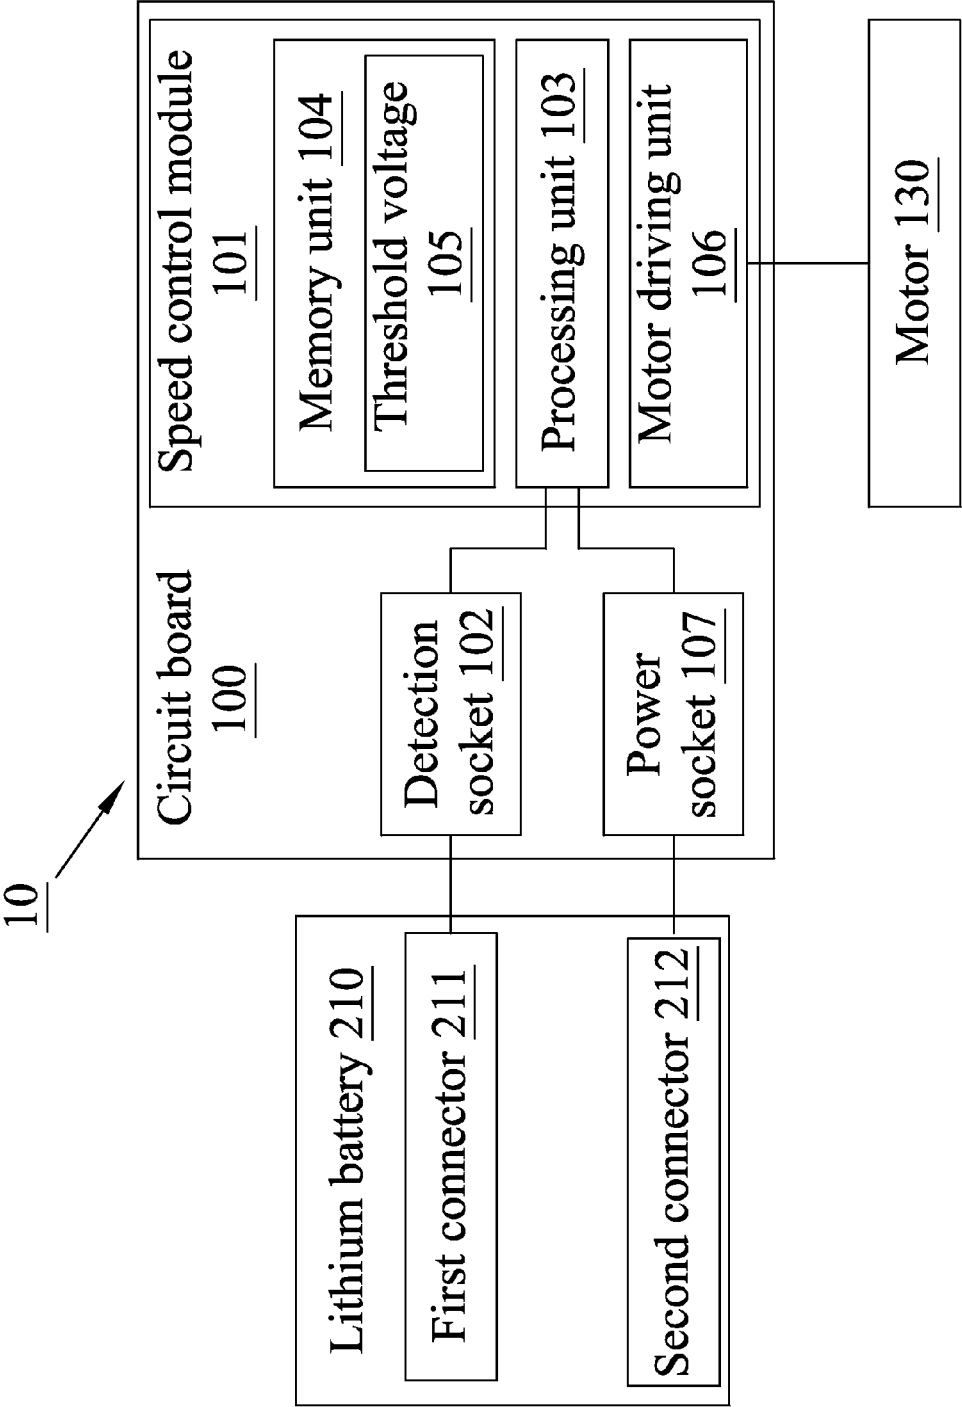 10
Circuit board
100
Speed control module
101
Memory unit 104
Threshold voltage
105
Processing unit 103
Motor driving unit
106
Detection
socket 102
Power
socket 107
Lithium battery 210
First connector 211
Second connector 212
Motor 130